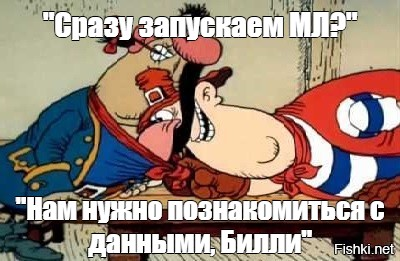 "Сразу запускаем МЛ?"
"Нам нужно познакомиться с
данными, Билли"
Fishki.net